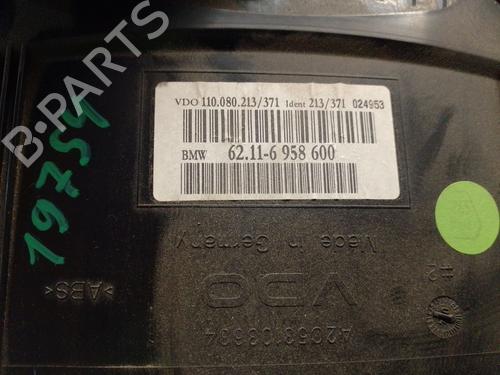 B-PARTS
19754
VDO 110.080.213/371 Ident 213/371 024953
BMW 62.11-6 958 600
Made in Germany
VDO
>ABS<
#2